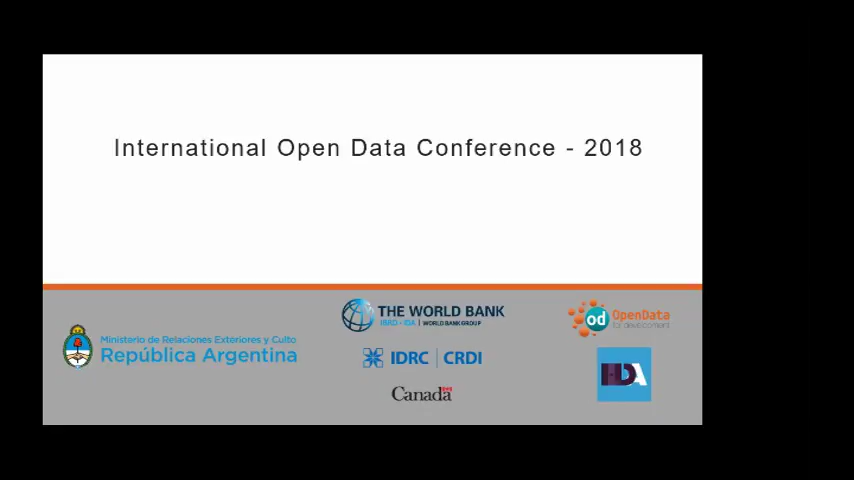 International Open Data Conference - 2018
Ministerio de Relaciones Exteriores y Culto
República Argentina
THE WORLD BANK
IBRD • IDA | WORLD BANK GROUP
IDRC | CRDI
Canada
od OpenData
for development